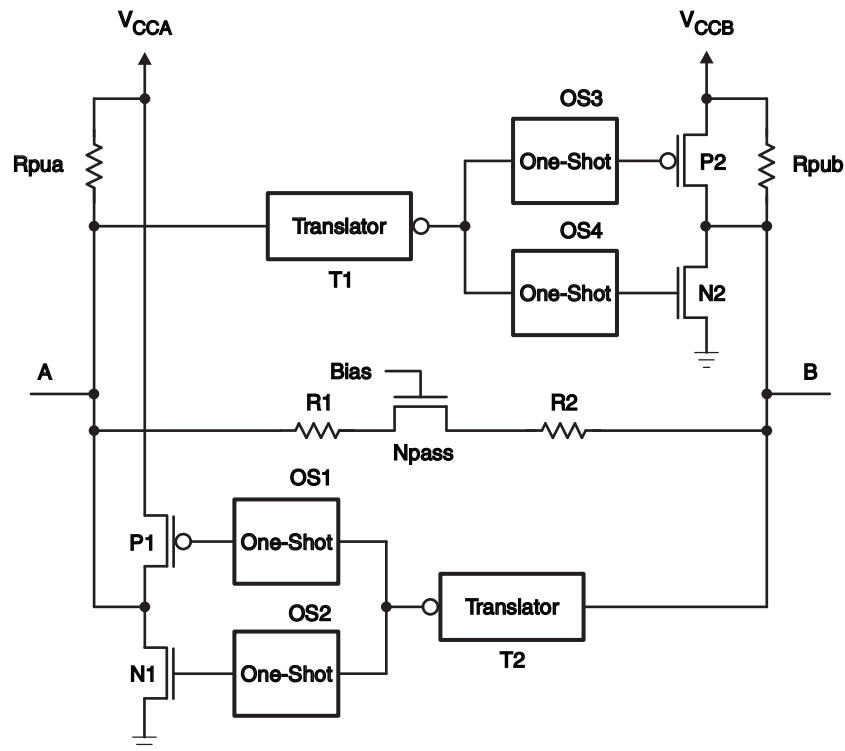 VCCA
VCCB
OS3
Rpua
One-Shot
P2
Rpub
Translator
OS4
T1
One-Shot
N2
A
Bias
B
R1
R2
Npass
OS1
P1
One-Shot
OS2
Translator
N1
One-Shot
T2